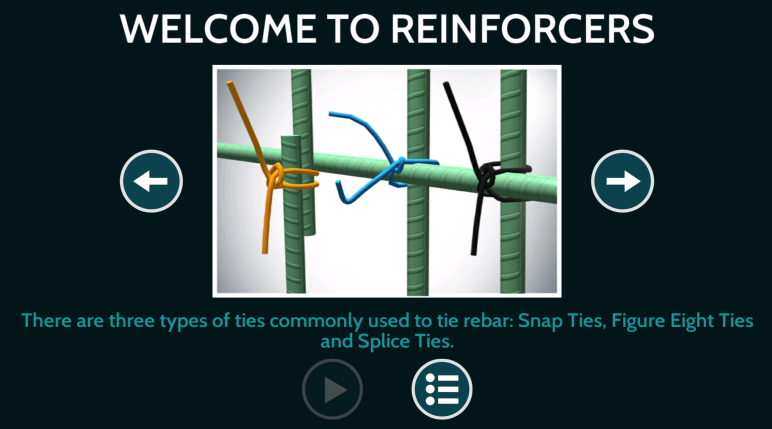 WELCOME TO REINFORCERS
There are three types of ties commonly used to tie rebar: Snap Ties, Figure Eight Ties
and Splice Ties.